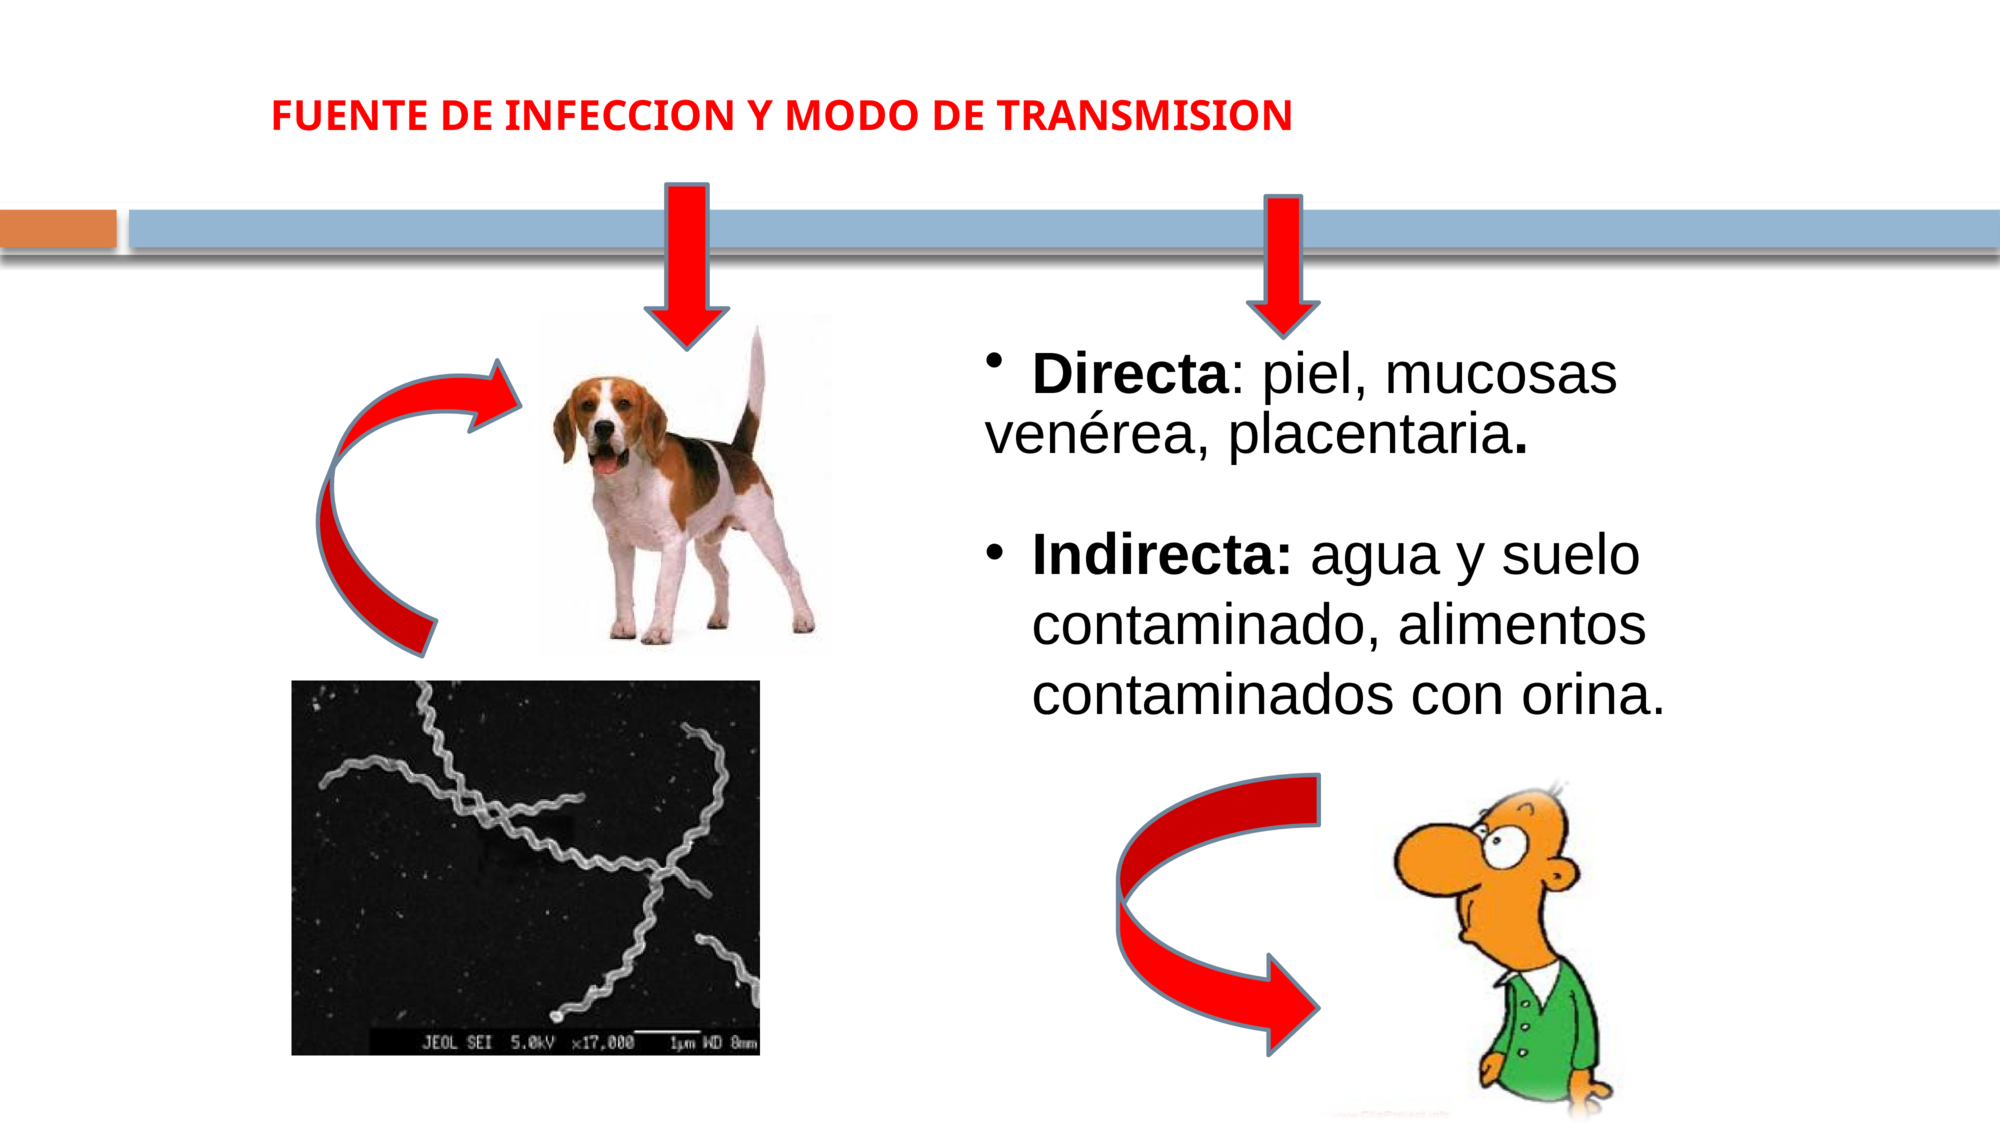 FUENTE DE INFECCION Y MODO DE TRANSMISION
• Directa: piel, mucosas
venérea, placentaria.
• Indirecta: agua y suelo
contaminado, alimentos
contaminados con orina.
JEOL SEI 5.0kV x17,000 1µm WD 8mm